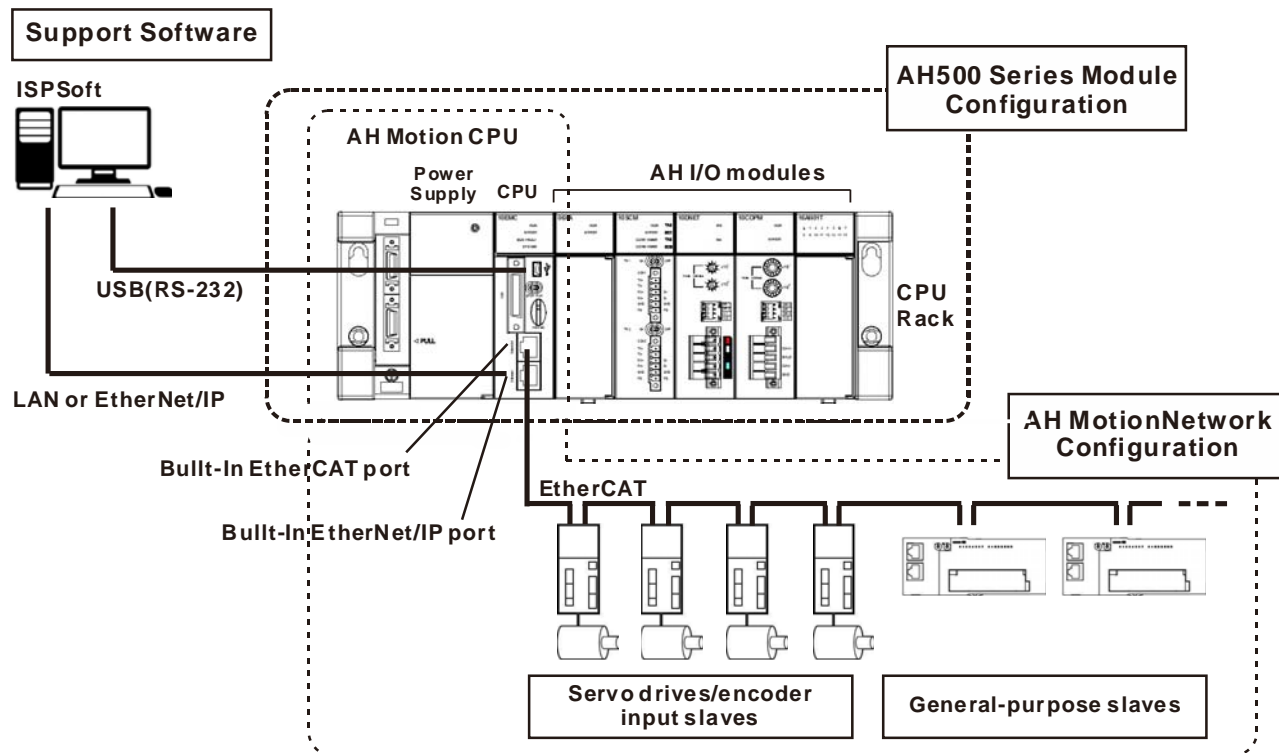 Support Software
ISPSoft
AH500 Series Module
Configuration
AH Motion CPU
Power
Supply
CPU
AH I/O modules
USB(RS-232)
PULL
CPU
Rack
LAN or EtherNet/IP
AH MotionNetwork
Configuration
Bullt-In EtherCAT port
EtherCAT
Bullt-In EtherNet/IP port
Servo drives/encoder
input slaves
General-purpose slaves